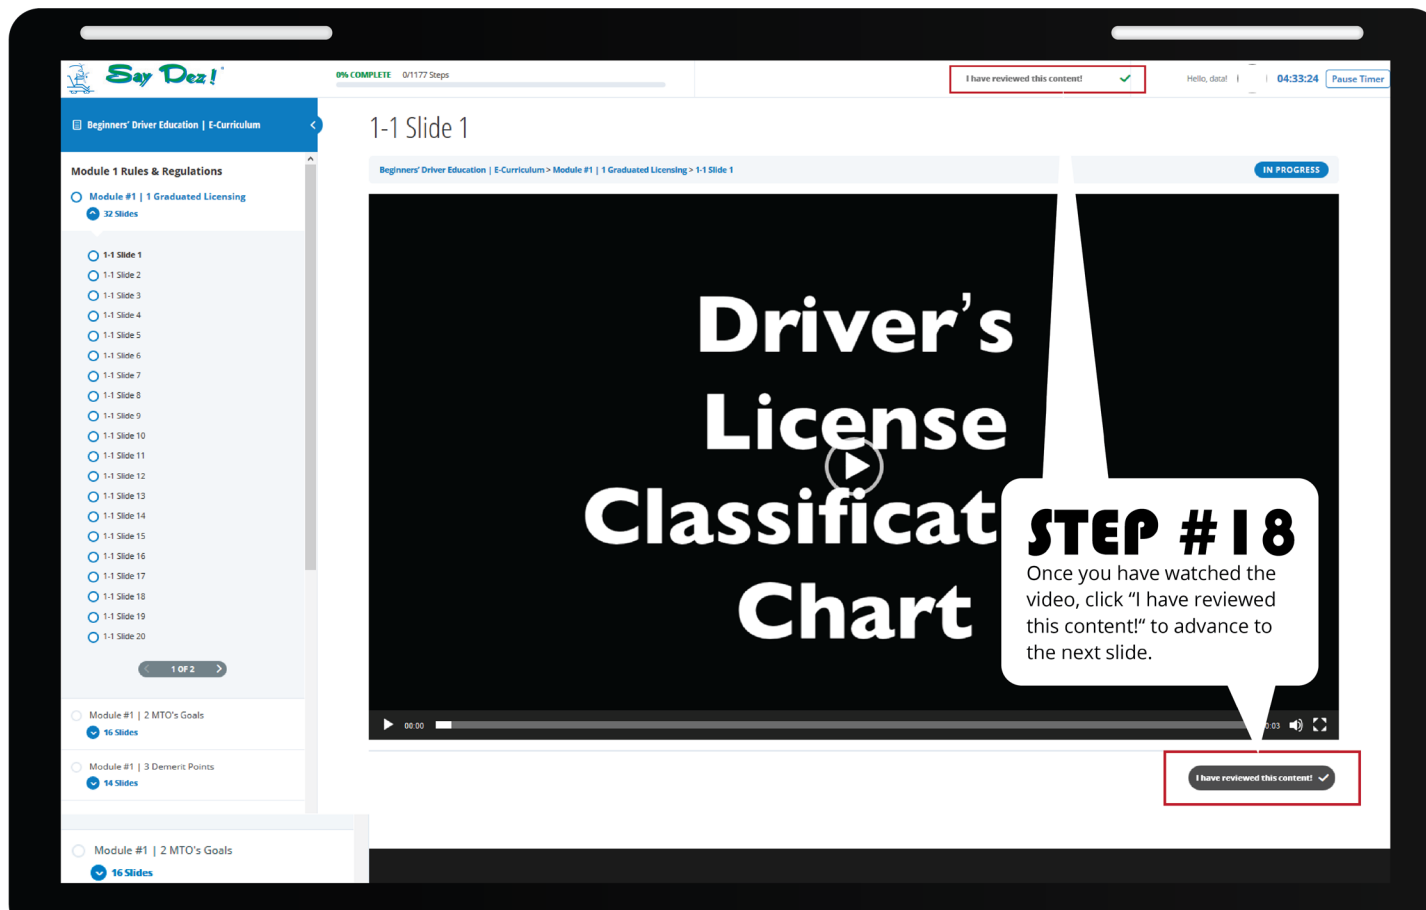 Say Dez!
0% COMPLETE 0/1177 Steps
I have reviewed this content!
Hello, data!
04:33:24
Pause Timer
Beginners' Driver Education | E-Curriculum
Module 1 Rules & Regulations
Module #1 | 1 Graduated Licensing
32 Slides
1-1 Slide 1
1-1 Slide 2
1-1 Slide 3
1-1 Slide 4
1-1 Slide 5
1-1 Slide 6
1-1 Slide 7
1-1 Slide 8
1-1 Slide 9
1-1 Slide 10
1-1 Slide 11
1-1 Slide 12
1-1 Slide 13
1-1 Slide 14
1-1 Slide 15
1-1 Slide 16
1-1 Slide 17
1-1 Slide 18
1-1 Slide 19
1-1 Slide 20
1 OF 2
Module #1 | 2 MTO's Goals
16 Slides
Module #1 | 3 Demerit Points
14 Slides
Module #1 | 2 MTO's Goals
16 Slides
1-1 Slide 1
Beginners' Driver Education | E-Curriculum > Module #1 | 1 Graduated Licensing > 1-1 Slide 1
IN PROGRESS
Driver's
License
Classificat
Chart
STEP #18
Once you have watched the
video, click “I have reviewed
this content!“ to advance to
the next slide.
00:00
:03
I have reviewed this content!